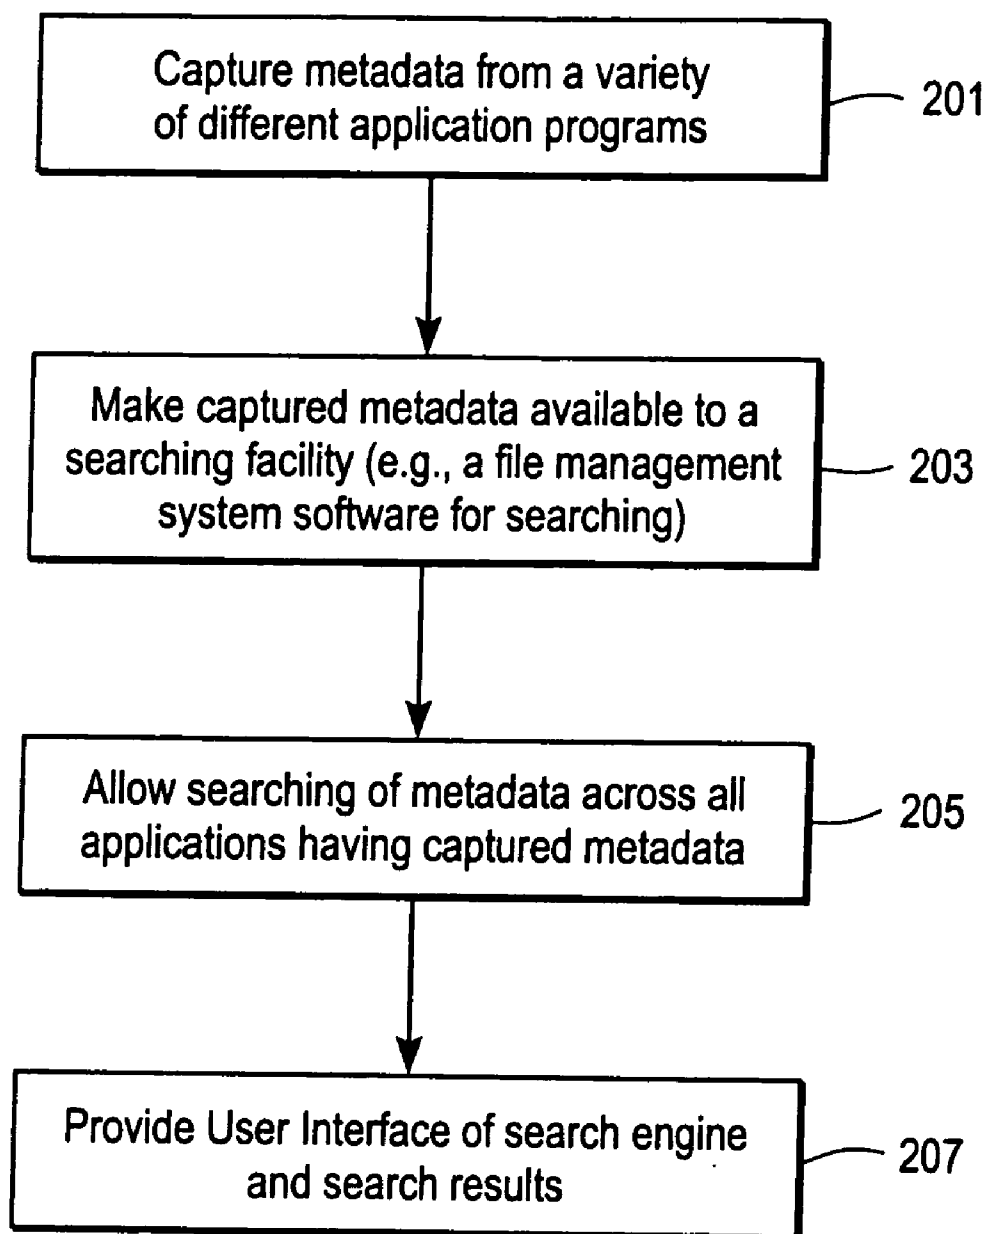 Capture metadata from a variety
of different application programs
201
Make captured metadata available to a
searching facility (e.g., a file management
system software for searching)
203
Allow searching of metadata across all
applications having captured metadata
205
Provide User Interface of search engine
and search results
207